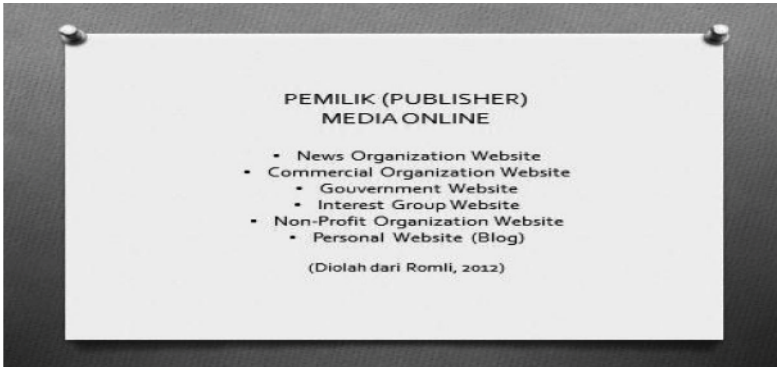 PEMILIK (PUBLISHER)
MEDIA ONLINE
• News Organization Website
• Commercial Organization Website
• Gouvernment Website
• Interest Group Website
• Non-Profit Organization Website
• Personal Website (Blog)
(Diolah dari Romli, 2012)